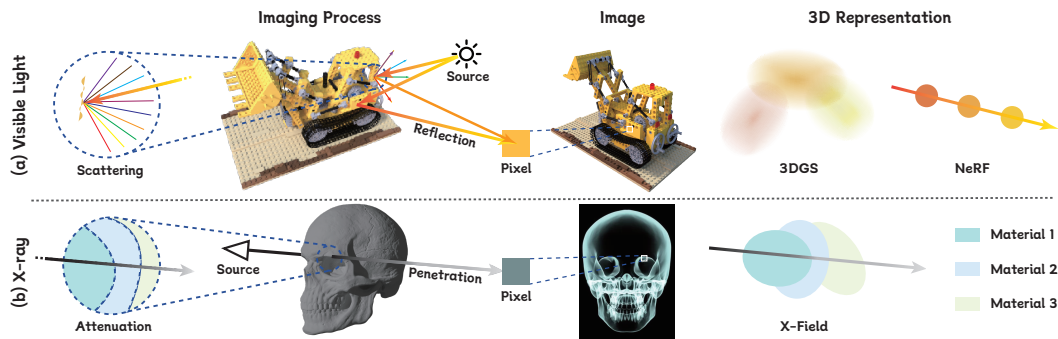 Imaging Process
Image
3D Representation
(a) Visible Light
Scattering
Source
Reflection
Pixel
3DGS
NeRF
(b) X-ray
Attenuation
Source
Penetration
Pixel
X-Field
Material 1
Material 2
Material 3